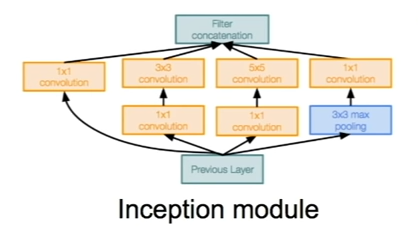 Filter
concatenation
1x1
convolution
3x3
convolution
5x5
convolution
1x1
convolution
1x1
convolution
1x1
convolution
3x3 max
pooling
Previous Layer
Inception module